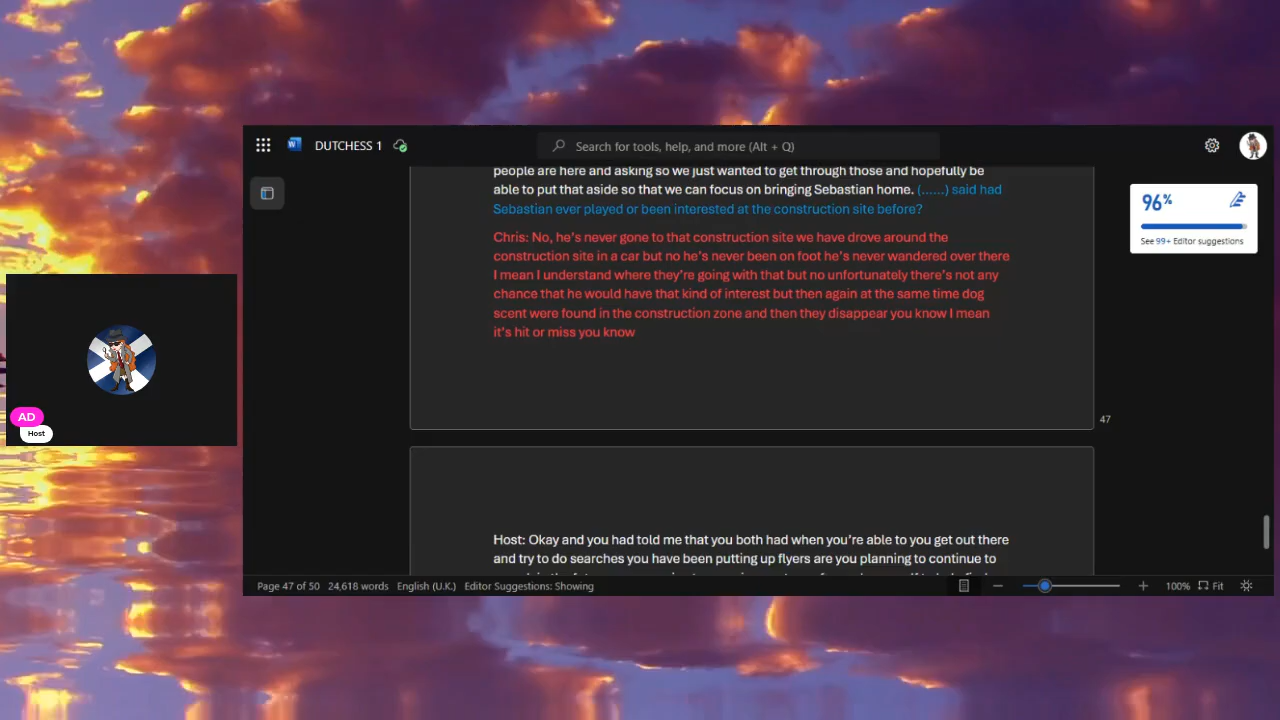 DUTCHESS 1
Search for tools, help, and more (Alt + Q)
people are here and asking so we just wanted to get through those and hopefully be
able to put that aside so that we can focus on bringing Sebastian home. (......) said had
Sebastian ever played or been interested at the construction site before?
96%
See 99+ Editor suggestions
Chris: No, he's never gone to that construction site we have drove around the
construction site in a car but no he's never been on foot he's never wandered over there
I mean I understand where they're going with that but no unfortunately there's not any
chance that he would have that kind of interest but then again at the same time dog
scent were found in the construction zone and then they disappear you know I mean
it's hit or miss you know
47
AD
Host
Host: Okay and you had told me that you both had when you're able to you get out there
and try to do searches you have been putting up flyers are you planning to continue to
Page 47 of 50 24,618 words English (U.K.) Editor Suggestions: Showing
100% Fit